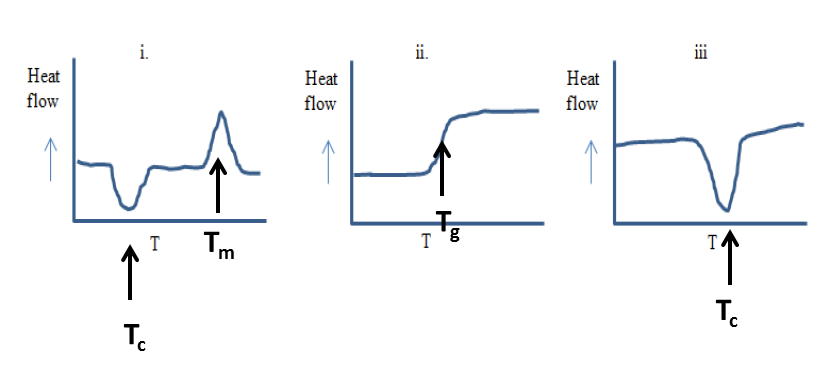 i.
Heat
flow
T
Tm
Tc
ii.
Heat
flow
Tg
T
iii
Heat
flow
T
Tc